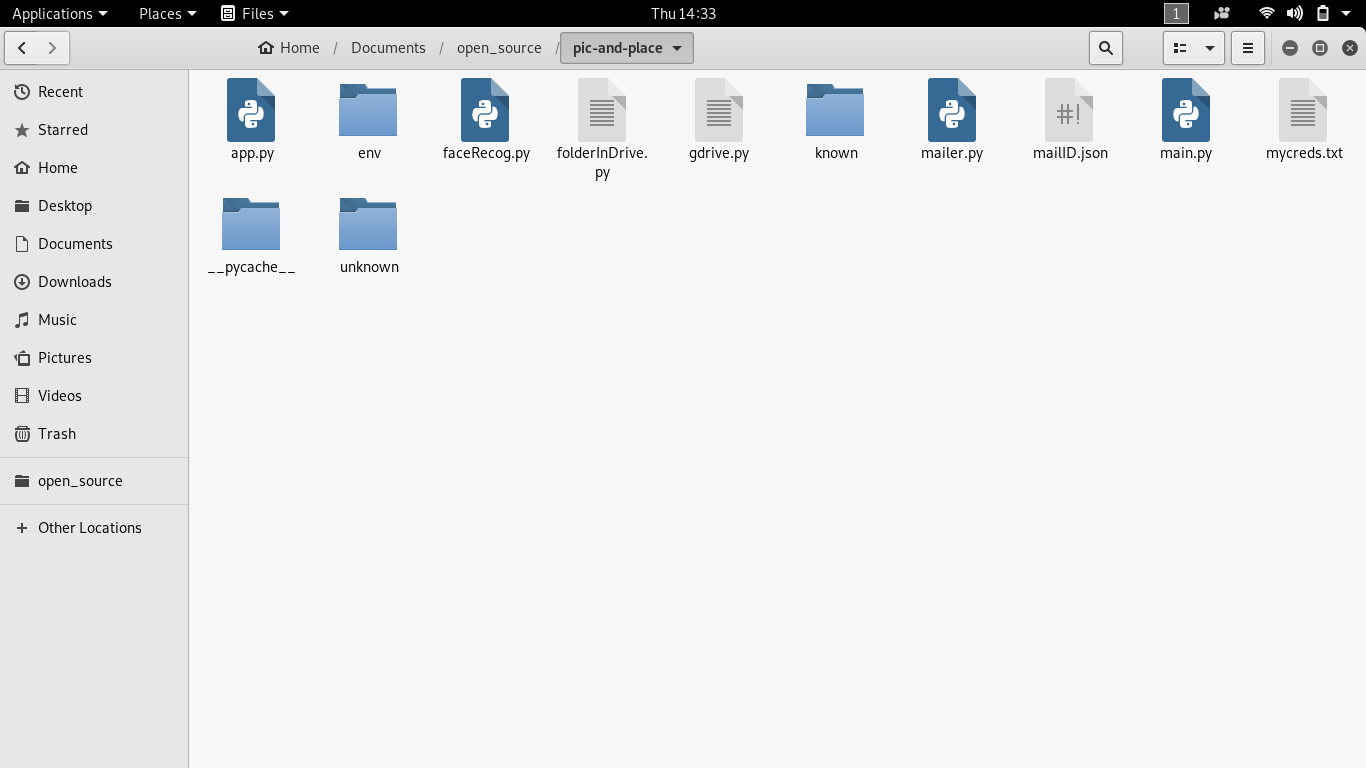 Applications Places Files Thu 14:33 1
Home / Documents / open_source / pic-and-place
Recent
Starred
Home
Desktop
Documents
Downloads
Music
Pictures
Videos
Trash
open_source
+ Other Locations
app.py env faceRecog.py folderInDrive. gdrive.py known mailer.py mailID.json main.py mycreds.txt
py
__pycache__ unknown
#!